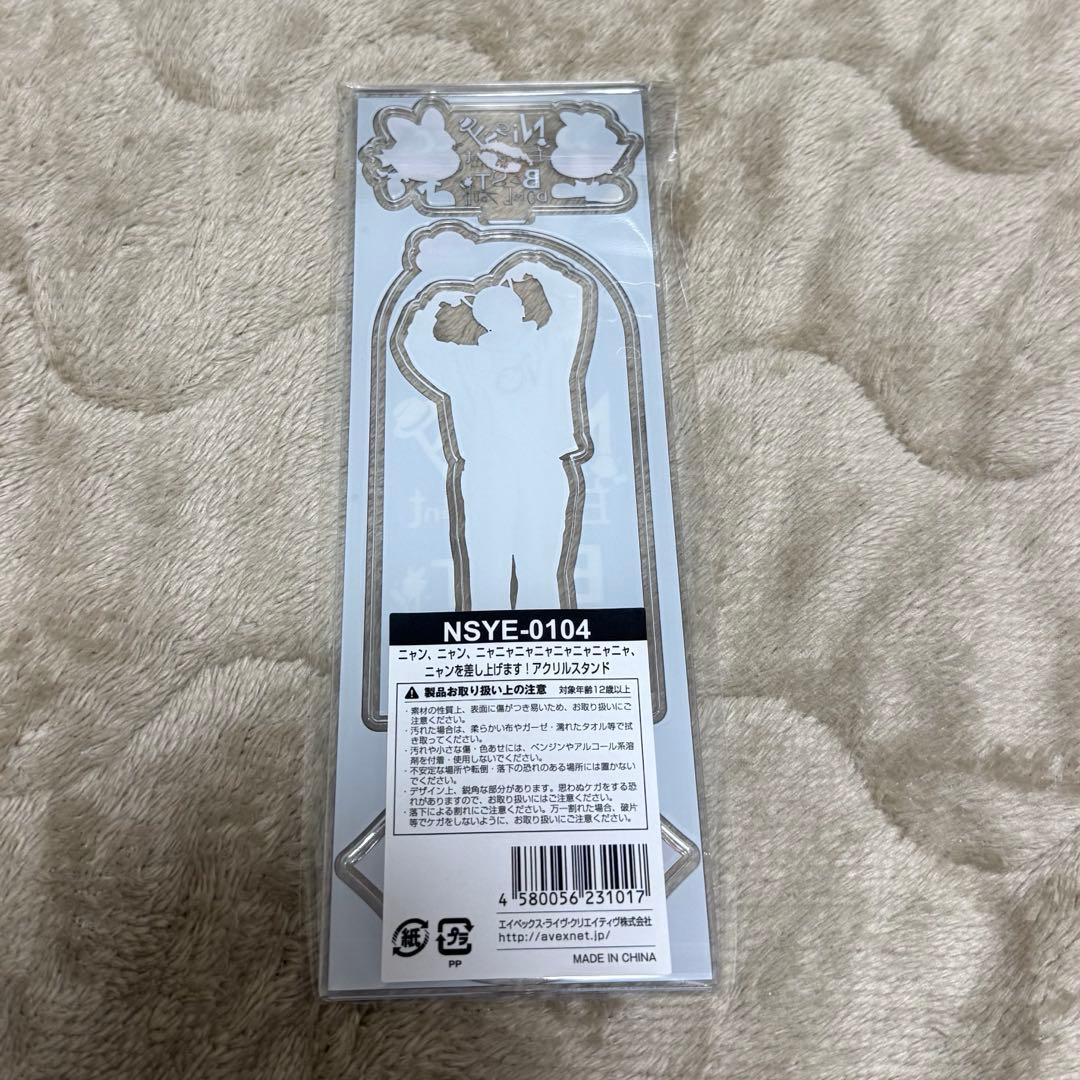 NSYE-0104
ニャン、ニャン、ニャニャニャニャニャニャニャニャ、
ニャンを差し上げます！アクリルスタンド
製品お取り扱い上の注意 対象年齢12歳以上
・素材の性質上、表面に傷がつき易いため、お取り扱いにご
注意ください。
・汚れた場合は、柔らかい布やガーゼ・濡れたタオル等で拭
き取ってください。
・汚れや小さな傷・色あせには、ベンジンやアルコール系溶
剤を付着・使用しないでください。
・不安定な場所や転倒・落下の恐れのある場所には置かない
でください。
・デザイン上、鋭角な部分があります。思わぬケガをする恐
れがありますので、お取り扱いにはご注意ください。
・落下による割れにご注意ください。万一割れた場合、破片
等でケガをしないように、お取り扱いにご注意ください。
4 580056 231017
エイベックス・ライヴ・クリエイティヴ株式会社
http://avexnet.jp/
紙 プラ
PP
MADE IN CHINA